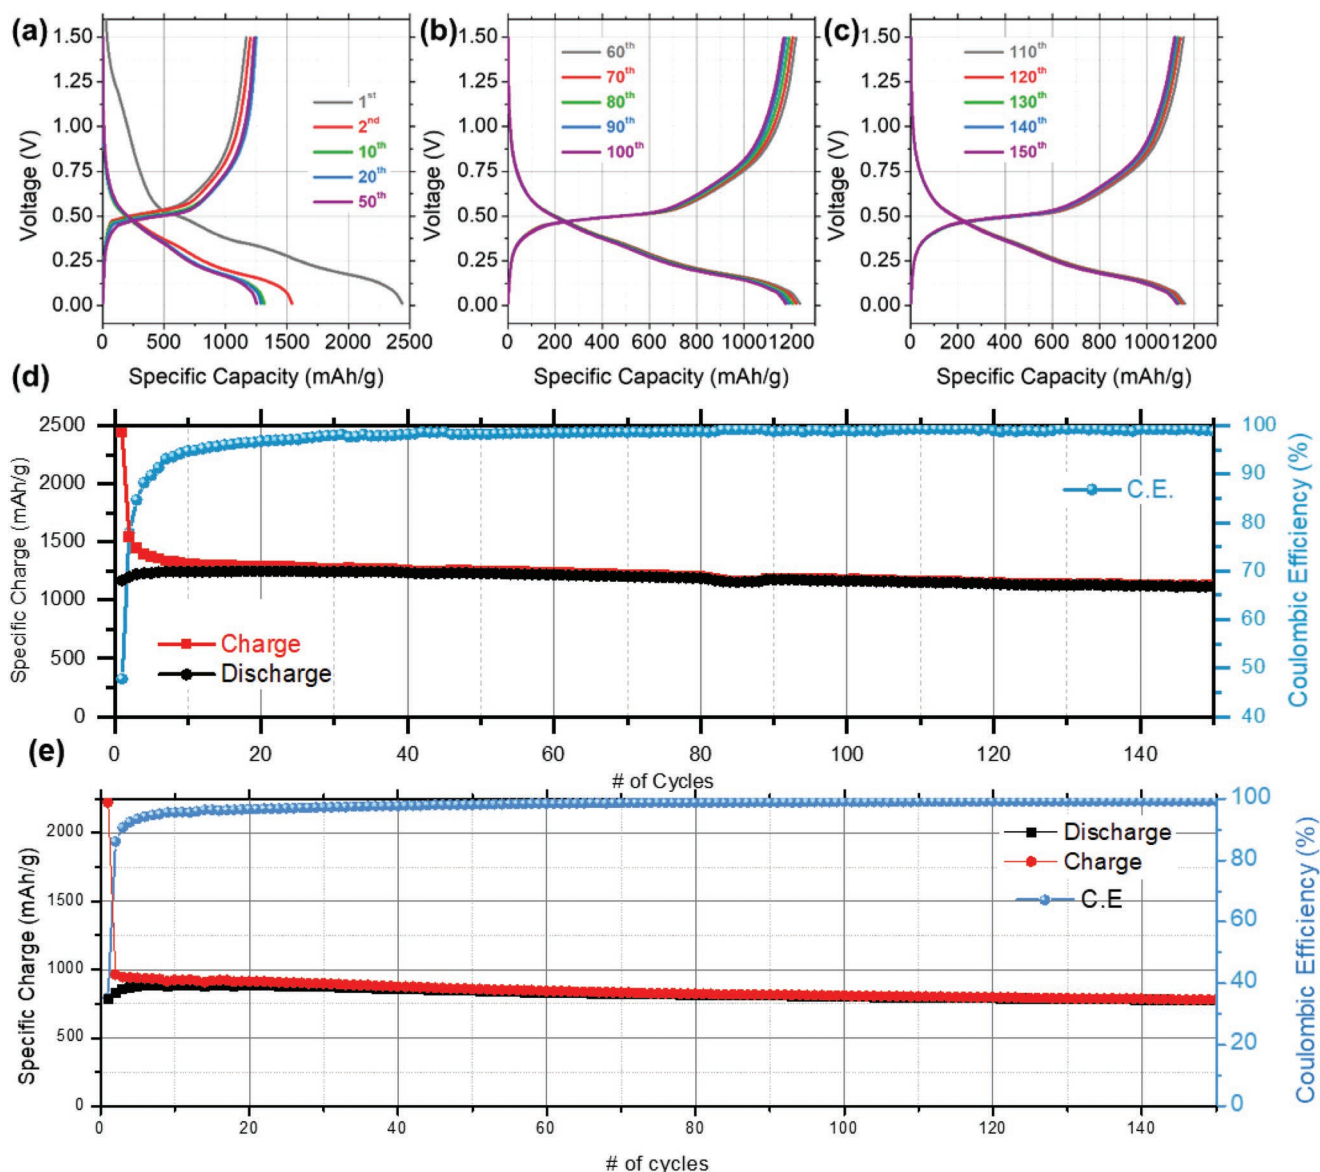 (a)
1.50
1.25
1.00
0.75
0.50
0.25
0.00
Voltage (V)
1st
2nd
10th
20th
50th
0 500 1000 1500 2000 2500
Specific Capacity (mAh/g)
(b)
1.50
1.25
1.00
0.75
0.50
0.25
0.00
Voltage (V)
60th
70th
80th
90th
100th
0 200 400 600 800 1000 1200
Specific Capacity (mAh/g)
(c)
1.50
1.25
1.00
0.75
0.50
0.25
0.00
Voltage (V)
110th
120th
130th
140th
150th
0 200 400 600 800 1000 1200
Specific Capacity (mAh/g)
(d)
2500
2000
1500
1000
500
0
Specific Charge (mAh/g)
C.E.
Charge
Discharge
100
90
80
70
60
50
40
Coulombic Efficiency (%)
0 20 40 60 80 100 120 140
# of Cycles
(e)
2000
1500
1000
500
0
Specific Charge (mAh/g)
Discharge
Charge
C.E
100
80
60
40
20
0
Coulombic Efficiency (%)
0 20 40 60 80 100 120 140
# of cycles